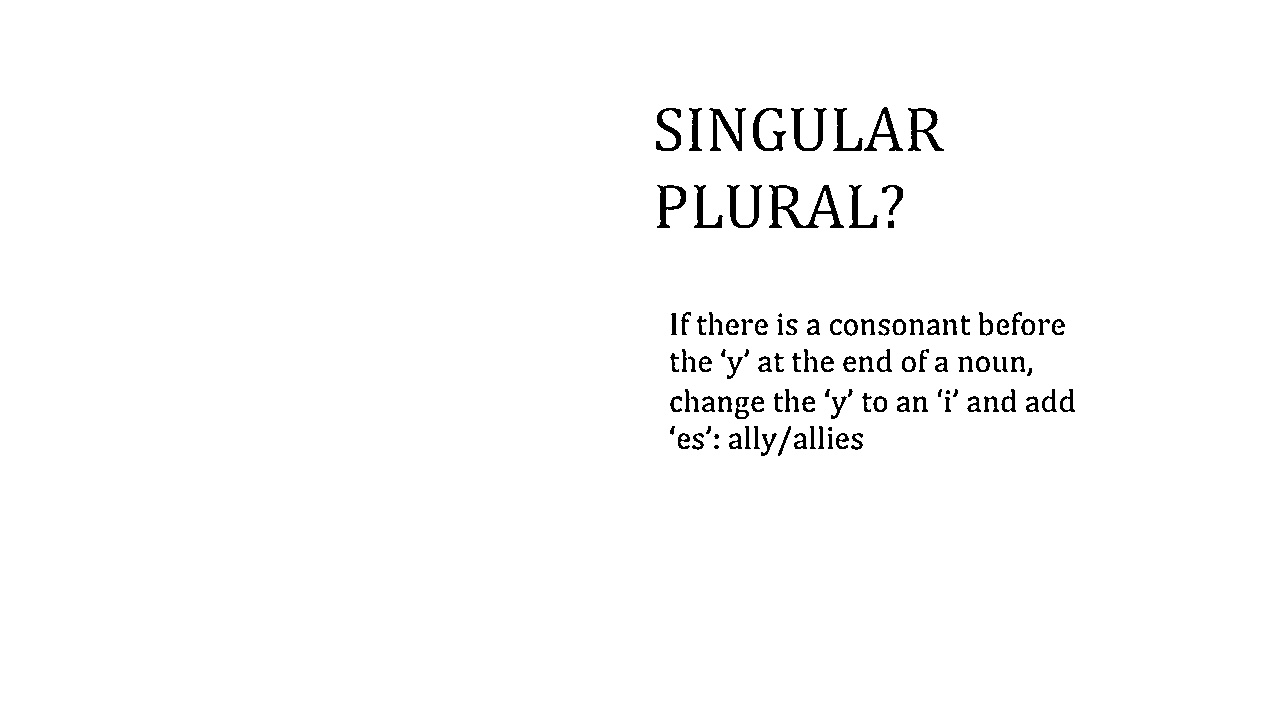 SINGULAR
PLURAL?
If there is a consonant before
the ‘y’ at the end of a noun,
change the ‘y’ to an ‘i’ and add
‘es’: ally/allies